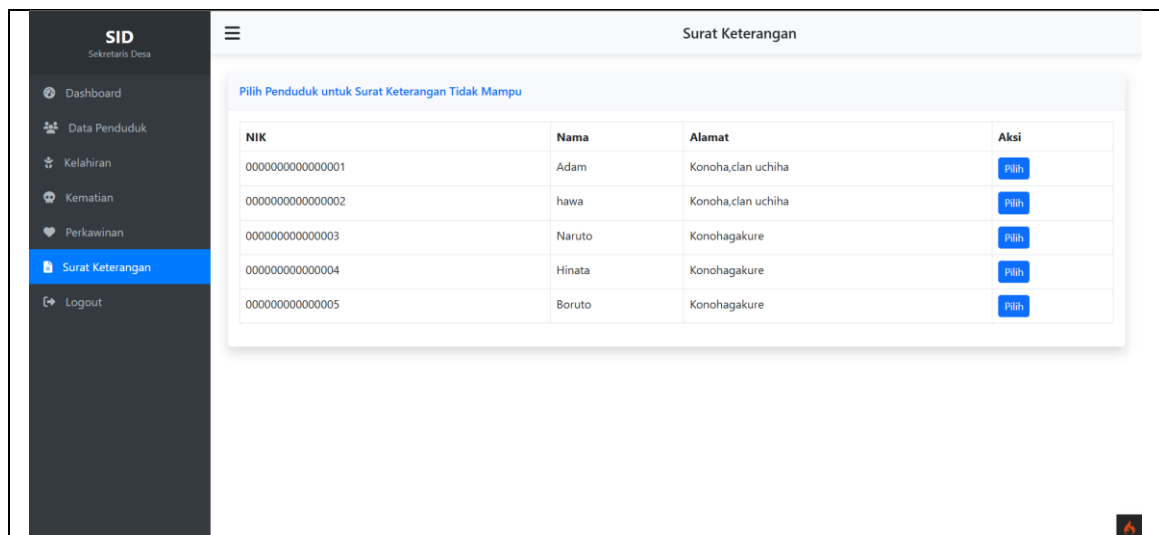 SID
Sekretaris Desa
Dashboard
Data Penduduk
Kelahiran
Kematian
Perkawinan
Surat Keterangan
Logout
Surat Keterangan
Pilih Penduduk untuk Surat Keterangan Tidak Mampu
NIK Nama Alamat Aksi
0000000000000001 Adam Konoha,clan uchiha Pilih
0000000000000002 hawa Konoha,clan uchiha Pilih
000000000000003 Naruto Konohagakure Pilih
000000000000004 Hinata Konohagakure Pilih
000000000000005 Boruto Konohagakure Pilih